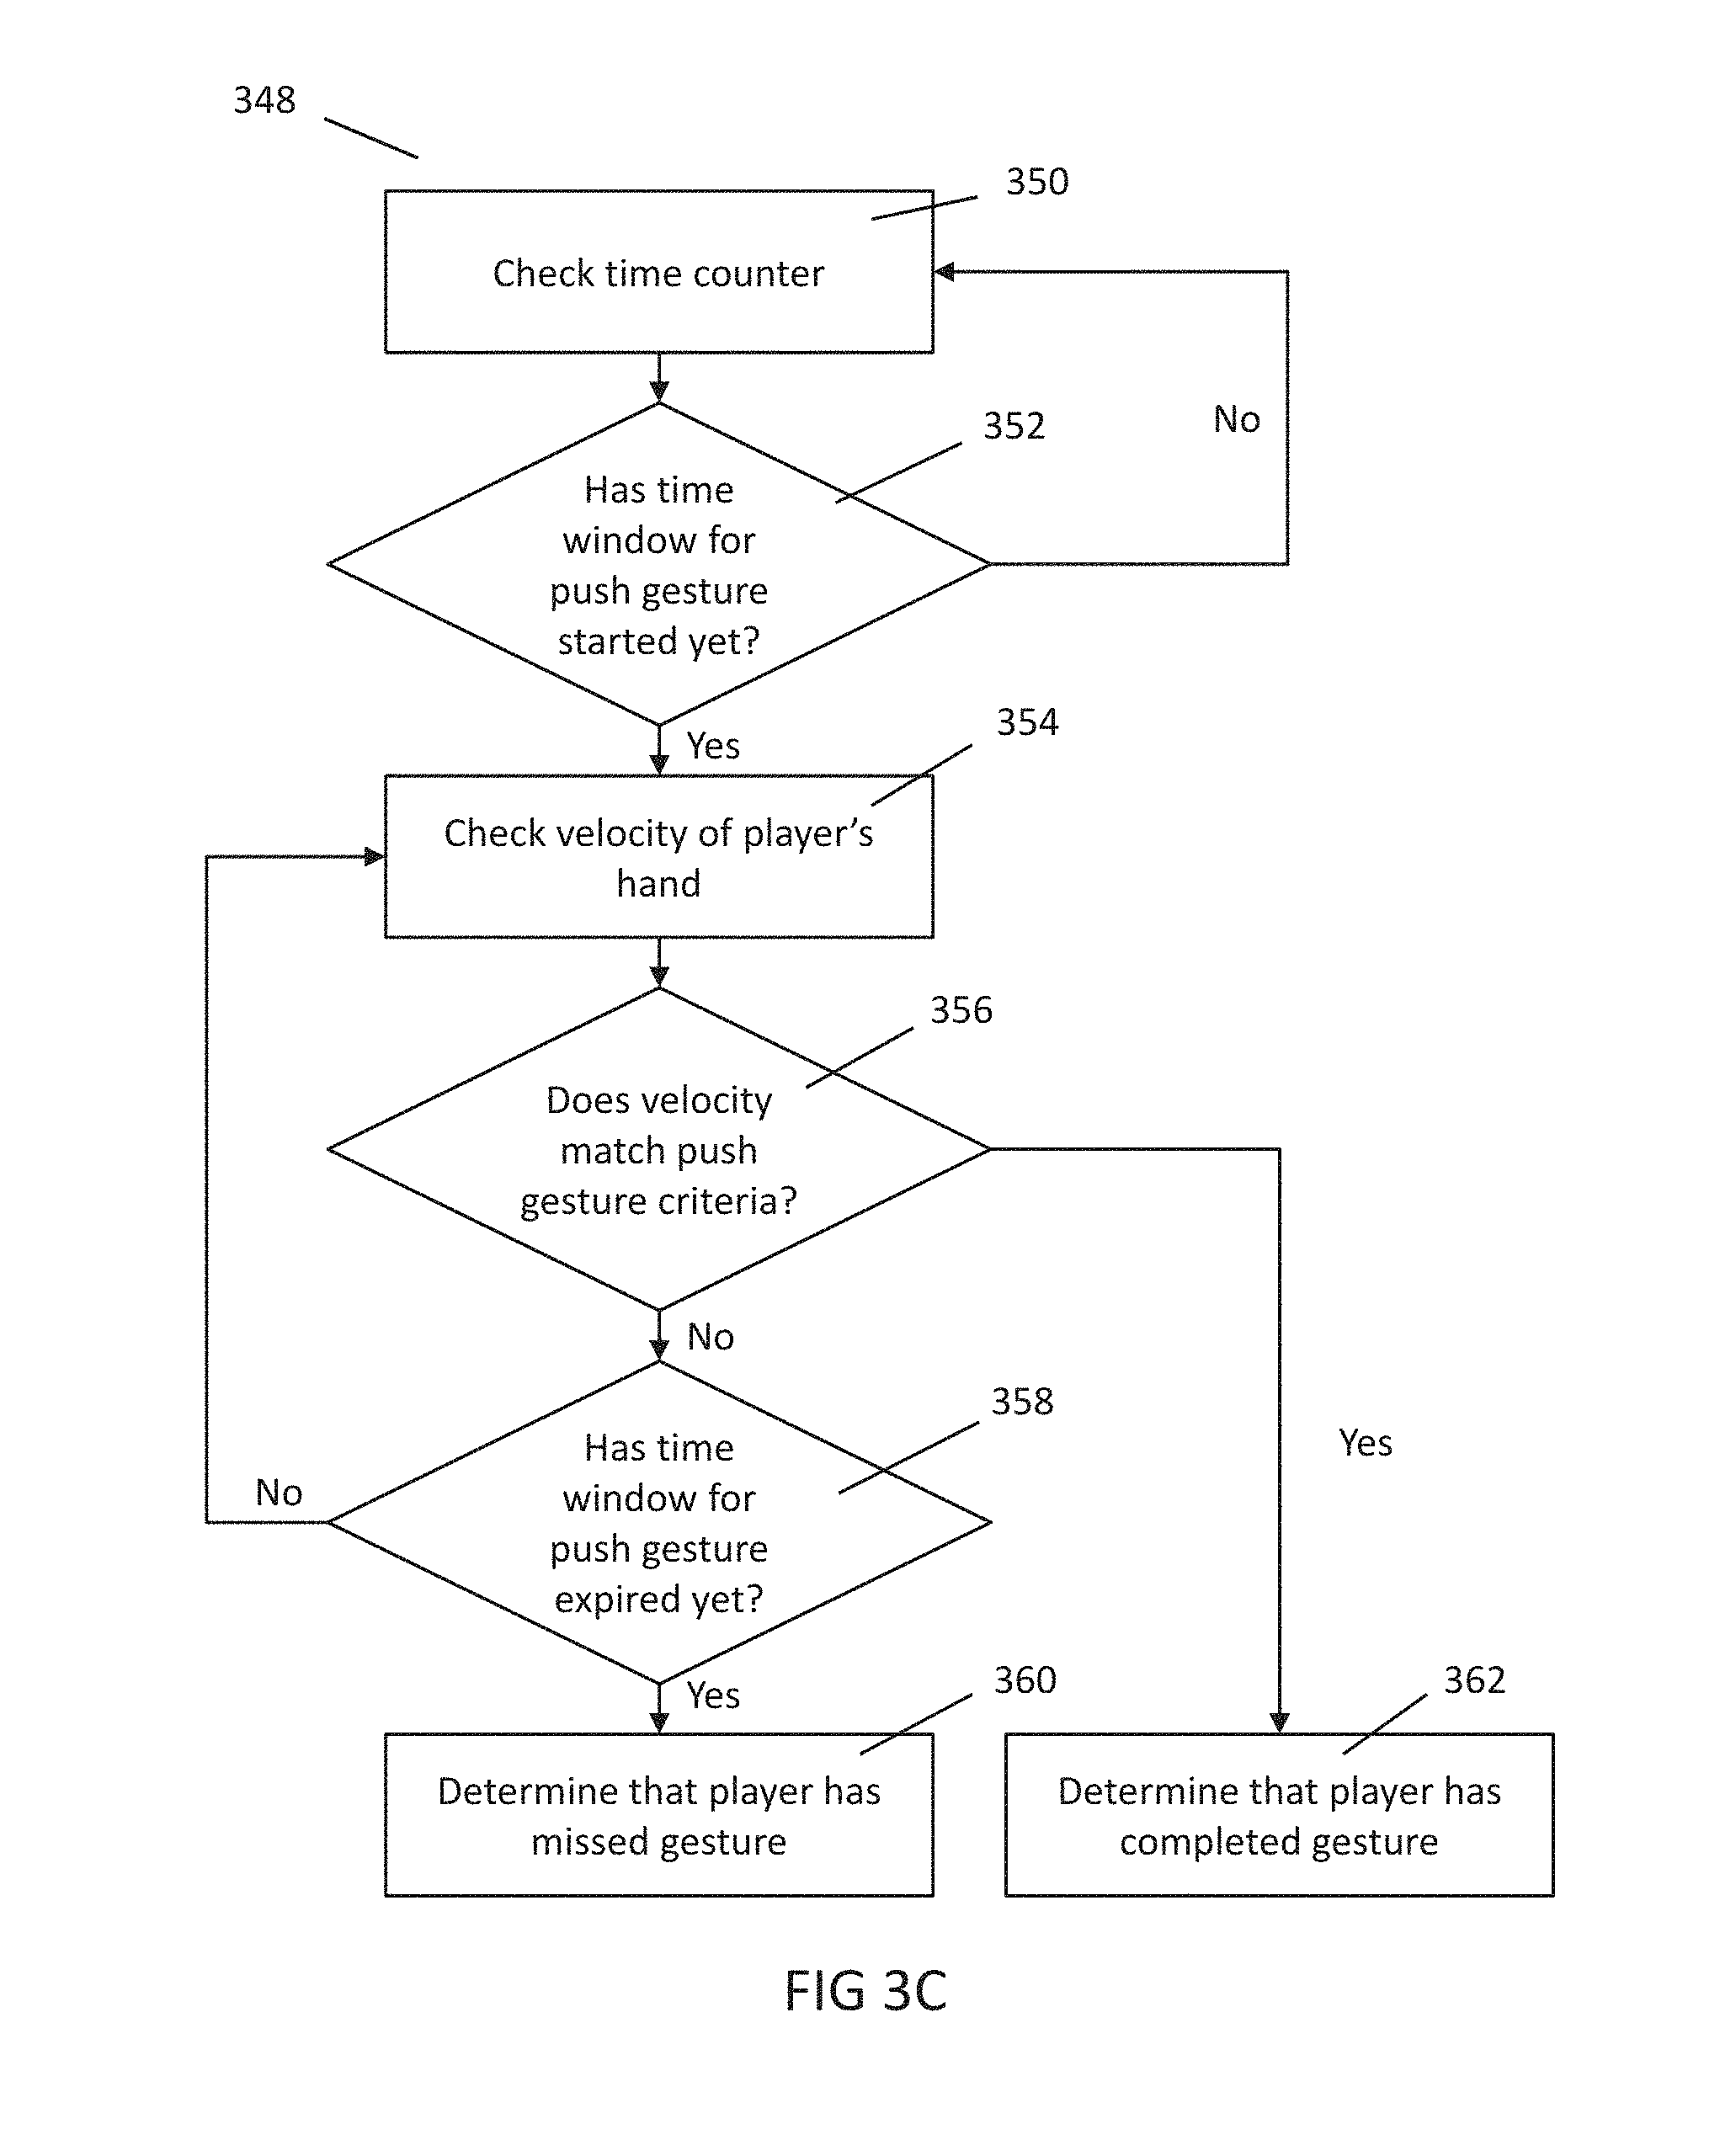 348
350
Check time counter
352
No
Has time
window for
push gesture
started yet?
354
Yes
Check velocity of player's
hand
356
Does velocity
match push
gesture criteria?
No
358
Has time
window for
push gesture
expired yet?
No
Yes
360
362
Yes
Determine that player has
missed gesture
Determine that player has
completed gesture
FIG 3C